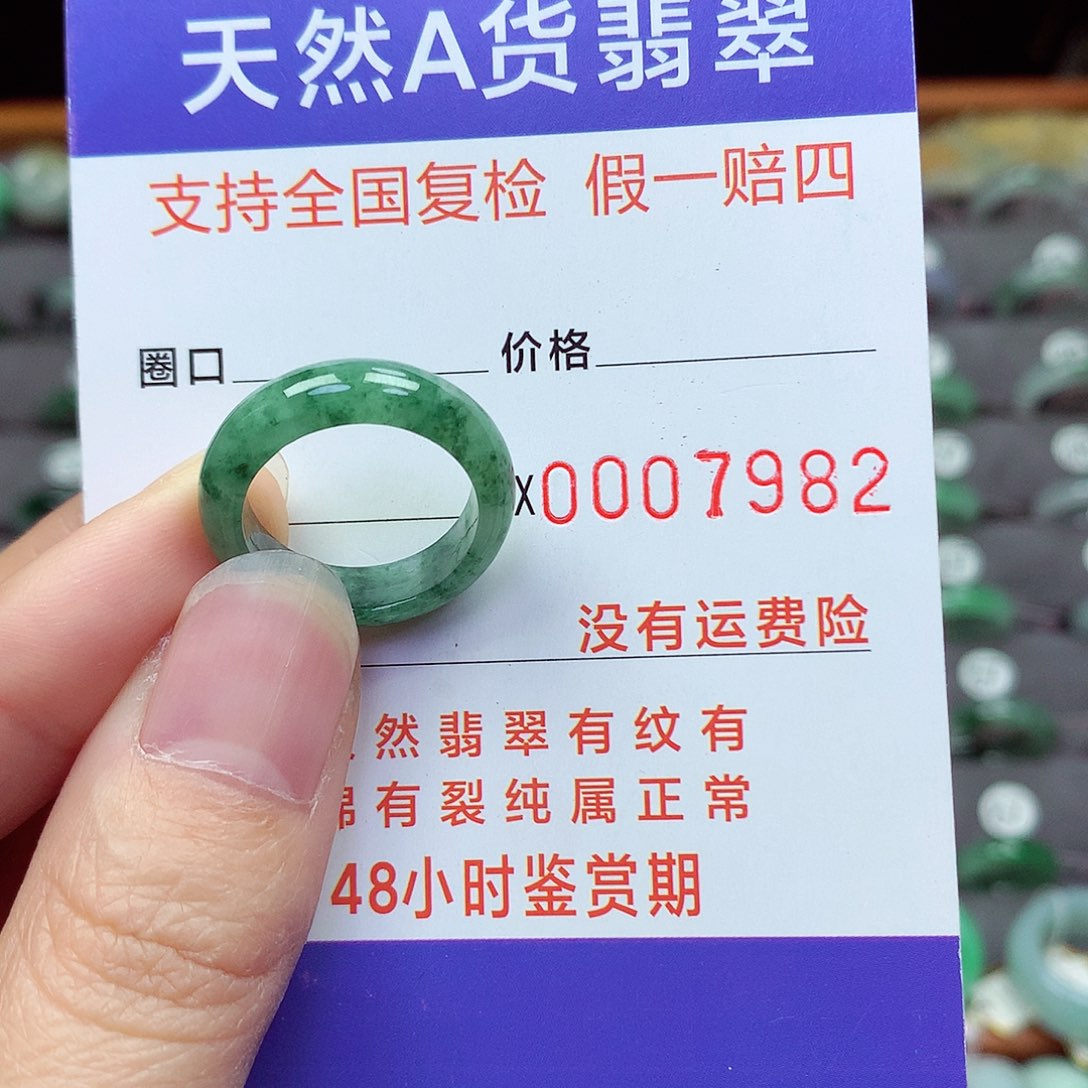 天然A货翡翠
支持全国复检 假一赔四
圈口 价格
X0007982
没有运费险
然翡翠有纹有
有裂纯属正常
48小时鉴赏期